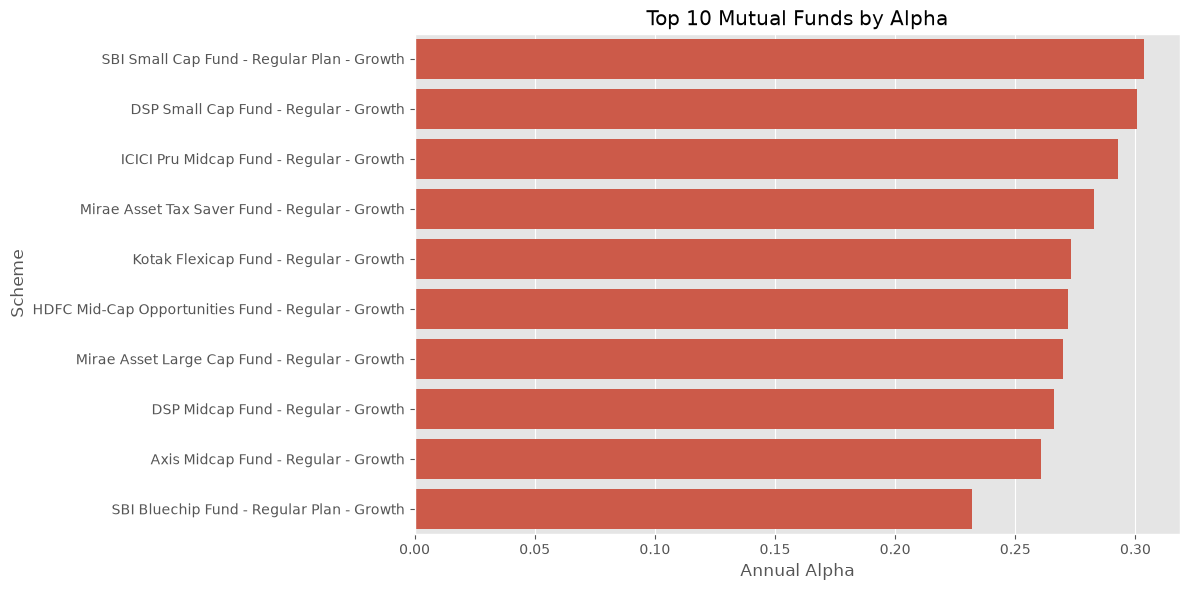 Top 10 Mutual Funds by Alpha
Scheme
SBI Small Cap Fund - Regular Plan - Growth
DSP Small Cap Fund - Regular - Growth
ICICI Pru Midcap Fund - Regular - Growth
Mirae Asset Tax Saver Fund - Regular - Growth
Kotak Flexicap Fund - Regular - Growth
HDFC Mid-Cap Opportunities Fund - Regular - Growth
Mirae Asset Large Cap Fund - Regular - Growth
DSP Midcap Fund - Regular - Growth
Axis Midcap Fund - Regular - Growth
SBI Bluechip Fund - Regular Plan - Growth
0.00 0.05 0.10 0.15 0.20 0.25 0.30
Annual Alpha